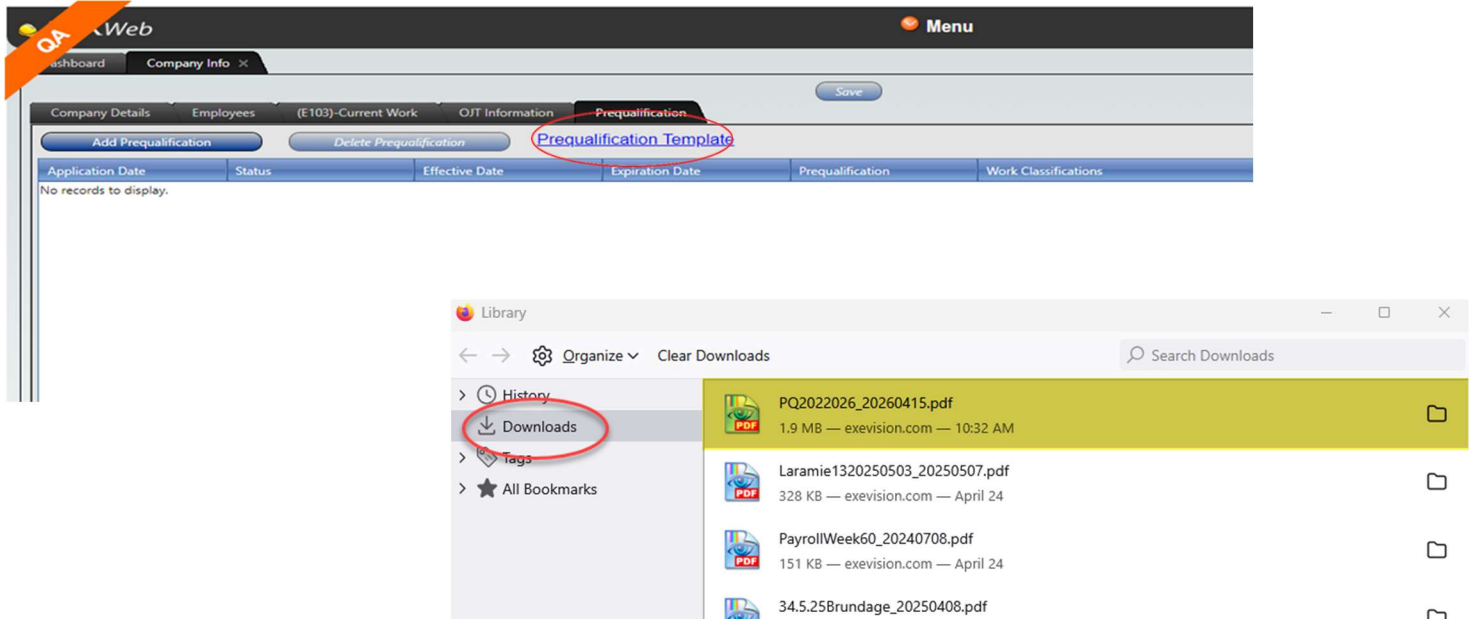 QA
Web
Menu
ashboard Company Info ×
Save
Company Details Employees (E103)-Current Work OJT Information Prequalification
Add Prequalification Delete Prequalification Prequalification Template
Application Date Status Effective Date Expiration Date Prequalification Work Classifications
No records to display.
Library
Organize Clear Downloads Search Downloads
History
Downloads
Tags
All Bookmarks
PDF
PQ2022026_20260415.pdf
1.9 MB — exevision.com — 10:32 AM
PDF
Laramie1320250503_20250507.pdf
328 KB — exevision.com — April 24
PDF
PayrollWeek60_20240708.pdf
151 KB — exevision.com — April 24
34.5.25Brundage_20250408.pdf